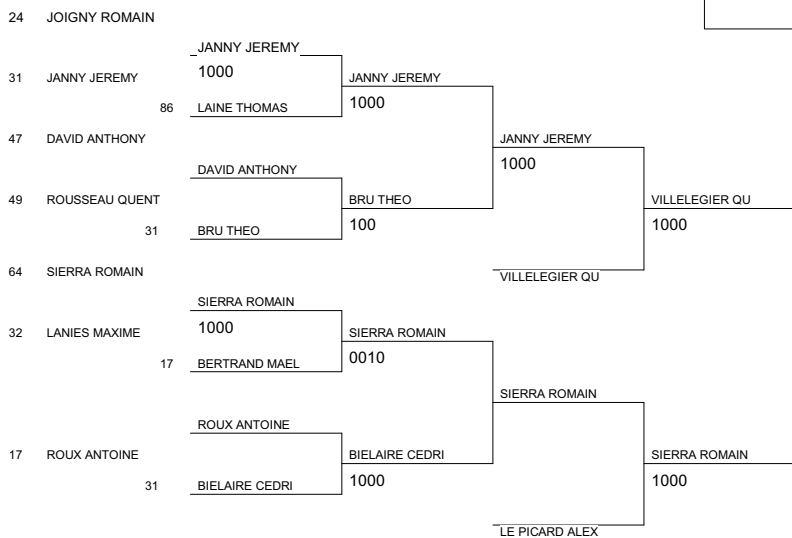 24 JOIGNY ROMAIN
JANNY JEREMY
31 JANNY JEREMY 1000 JANNY JEREMY
86 LAINE THOMAS 1000
47 DAVID ANTHONY JANNY JEREMY
1000
DAVID ANTHONY
49 ROUSSEAU QUENT BRU THEO VILLELEGIER QU
31 BRU THEO 100 1000
64 SIERRA ROMAIN VILLELEGIER QU
SIERRA ROMAIN
32 LANIES MAXIME 1000 SIERRA ROMAIN
17 BERTRAND MAEL 0010
SIERRA ROMAIN
ROUX ANTOINE
17 ROUX ANTOINE BIELAIRE CEDRI SIERRA ROMAIN
31 BIELAIRE CEDRI 1000 1000
LE PICARD ALEX